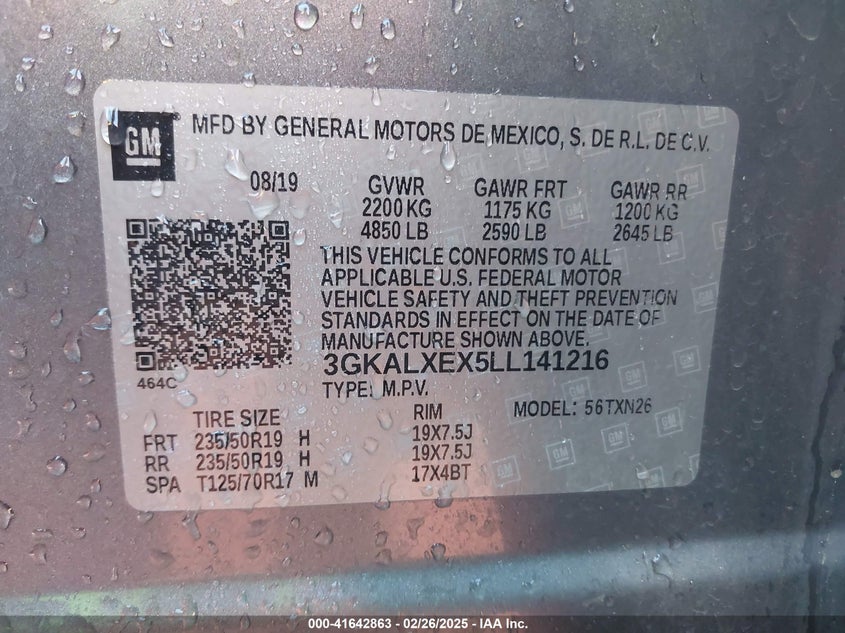 GM
MFD BY GENERAL MOTORS DE MEXICO, S. DE R.L. DE C.V.
08/19 GVWR GAWR FRT GAWR RR
2200 KG 1175 KG 1200 KG
4850 LB 2590 LB 2645 LB
THIS VEHICLE CONFORMS TO ALL
APPLICABLE U.S. FEDERAL MOTOR
VEHICLE SAFETY AND THEFT PREVENTION
STANDARDS IN EFFECT ON THE DATE OF
MANUFACTURE SHOWN ABOVE.
3GKALXEX5LL141216
464C
TYPE: M.P.V.
TIRE SIZE RIM MODEL: 56TXN26
FRT 235/50R19 H 19X7.5J
RR 235/50R19 H 19X7.5J
SPA T125/70R17 M 17X4BT
000-41642863 - 02/26/2025 - IAA Inc.